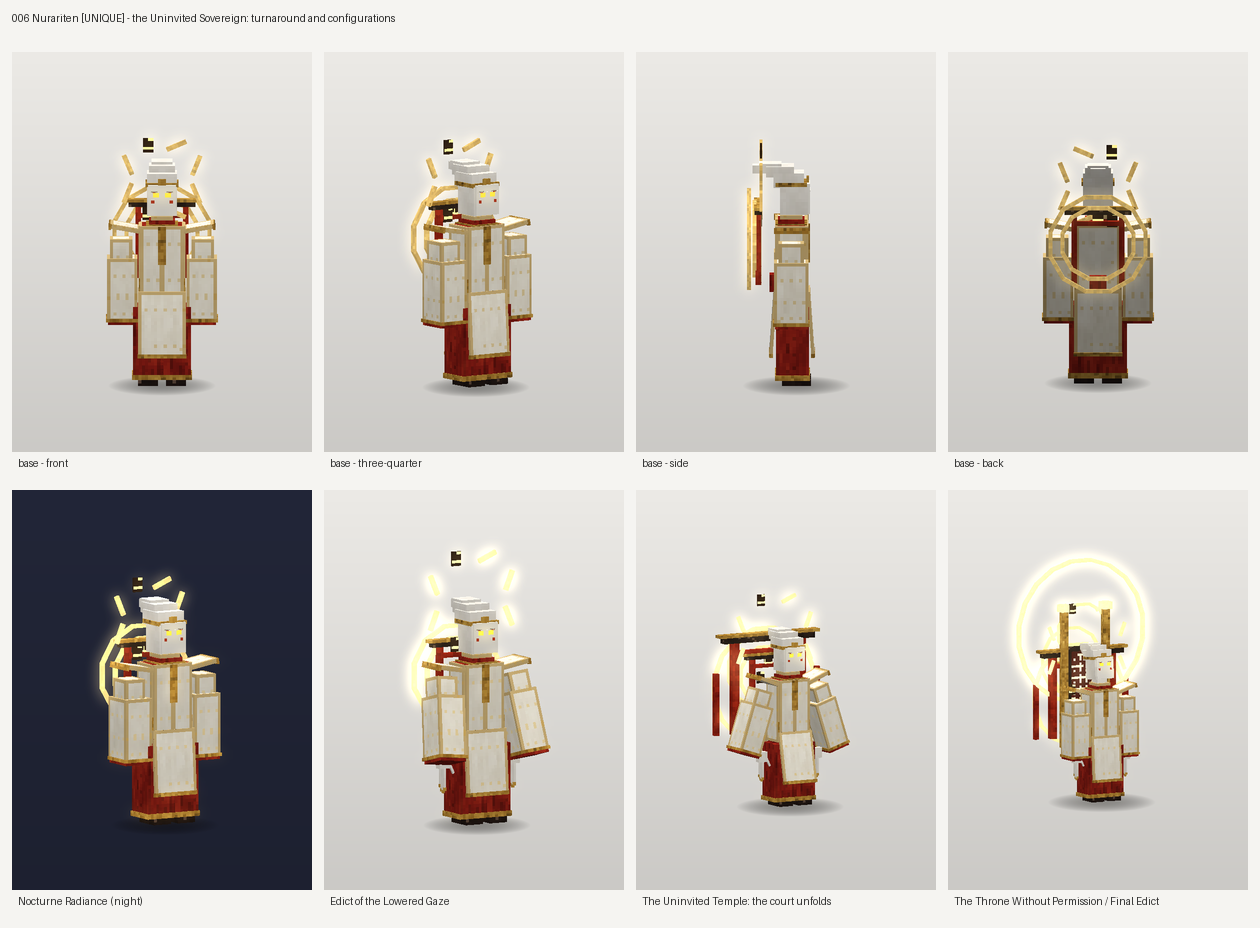 006 Nurariten [UNIQUE] - the Uninvited Sovereign: turnaround and configurations
base - front
base - three-quarter
base - side
base - back
Nocturne Radiance (night)
Edict of the Lowered Gaze
The Uninvited Temple: the court unfolds
The Throne Without Permission / Final Edict